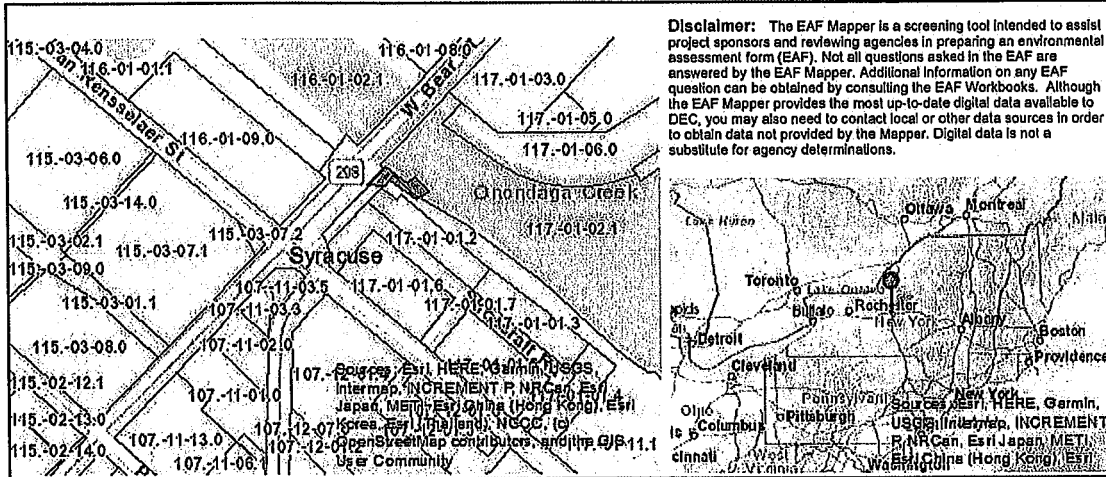 Disclaimer: The EAF Mapper is a screening tool intended to assist
project sponsors and reviewing agencies in preparing an environmental
assessment form (EAF). Not all questions asked in the EAF are
answered by the EAF Mapper. Additional information on any EAF
question can be obtained by consulting the EAF Workbooks. Although
the EAF Mapper provides the most up-to-date digital data available to
DEC, you may also need to contact local or other data sources in order
to obtain data not provided by the Mapper. Digital data is not a
substitute for agency determinations.
115.-03-04.0
116.-01-01.1
116.-01-02.1
116.-01-08.0
W Bear
117.-01-03.0
Rensselaer St
116.-01-09.0
117.-01-05.0
117.-01-06.0
115.-03-06.0
298
Onondaga Creek
115.-03-14.0
117.-01-02.1
115.-03-02.1
115.-03-07.1
115.-03-07.2
117.-01-01.2
Syracuse
115.-03-09.0
107.-11-03.5
117.-01-01.6
115.-03-01.1
107.-11-03.3
117.-01-01.7
117.-01-01.3
115.-03-08.0
107.-11-02.0
115.-02-12.1
107.-11-01.0
115.-02-13.0
107.-11-13.0
115.-02-14.0
107.-11-06.
11.1
Sources: Esri, HERE, Garmin, USGS,
Intermap, INCREMENT P, NRCan, Esri
Japan, METI, Esri China (Hong Kong), Esri
Korea, Esri (Thailand), NGCC, (c)
OpenStreetMap contributors, and the GIS
User Community
Ottawa
Montreal
Lake Huron
Toronto
Lake Ontario
Buffalo
Rochester
New York
Albany
Boston
Detroit
Providence
Cleveland
New York
Pennsylvania
Ohio
Pittsburgh
Columbus
cinnati
West
Virginia
Washington
Sources: Esri, HERE, Garmin,
USGS, Intermap, INCREMENT
P, NRCan, Esri Japan, METI,
Esri China (Hong Kong), Esri